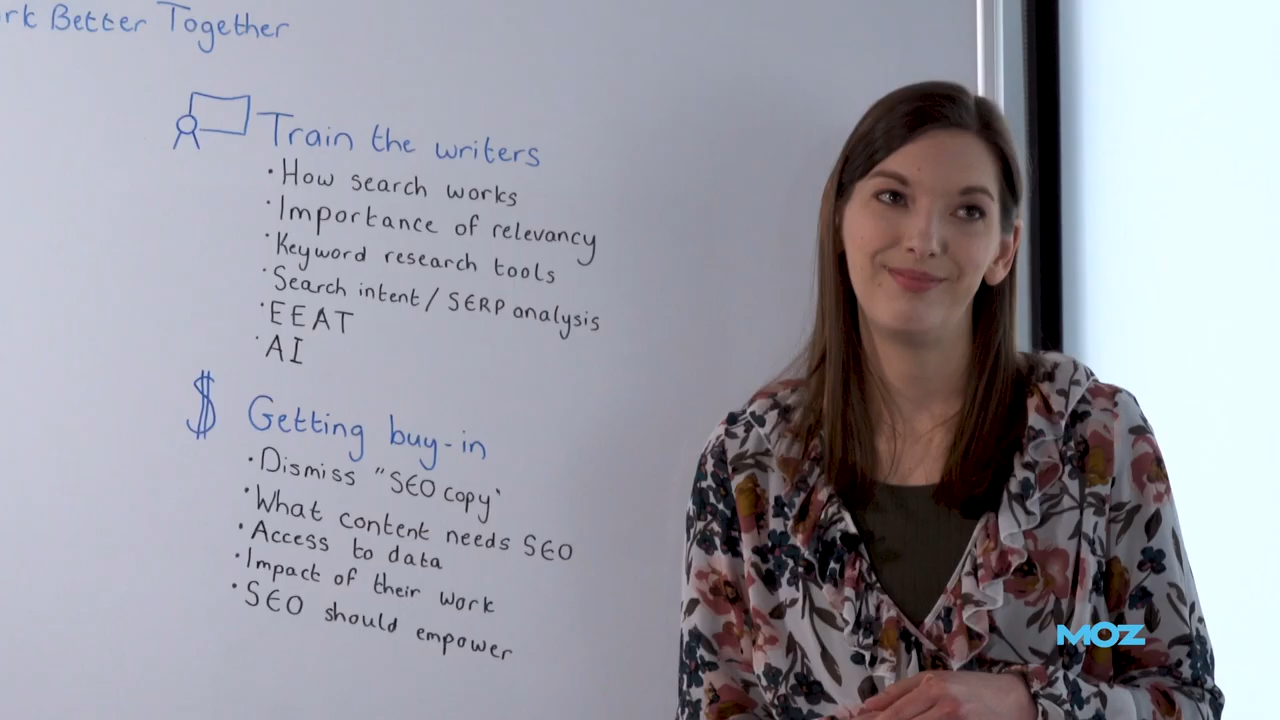 rk Better Together
Train the writers
• How search works
• Importance of relevancy
• Keyword research tools
• Search intent / SERP analysis
• EEAT
• AI
$ Getting buy-in
• Dismiss "SEO copy"
• What content needs SEO
• Access to data
• Impact of their work
• SEO should empower
MOZ